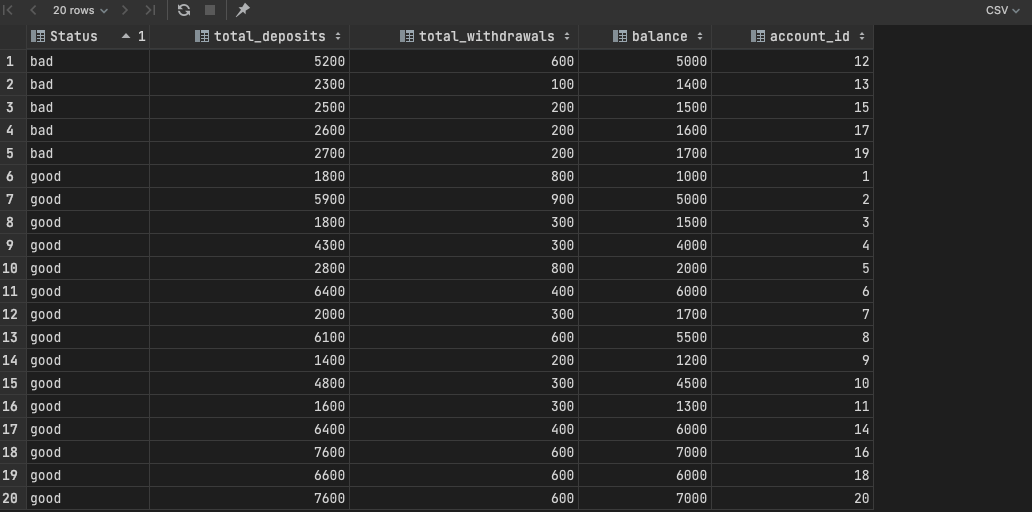 20 rows CSV
Status 1 total_deposits total_withdrawals balance account_id
1 bad 5200 600 5000 12
2 bad 2300 100 1400 13
3 bad 2500 200 1500 15
4 bad 2600 200 1600 17
5 bad 2700 200 1700 19
6 good 1800 800 1000 1
7 good 5900 900 5000 2
8 good 1800 300 1500 3
9 good 4300 300 4000 4
10 good 2800 800 2000 5
11 good 6400 400 6000 6
12 good 2000 300 1700 7
13 good 6100 600 5500 8
14 good 1400 200 1200 9
15 good 4800 300 4500 10
16 good 1600 300 1300 11
17 good 6400 400 6000 14
18 good 7600 600 7000 16
19 good 6600 600 6000 18
20 good 7600 600 7000 20